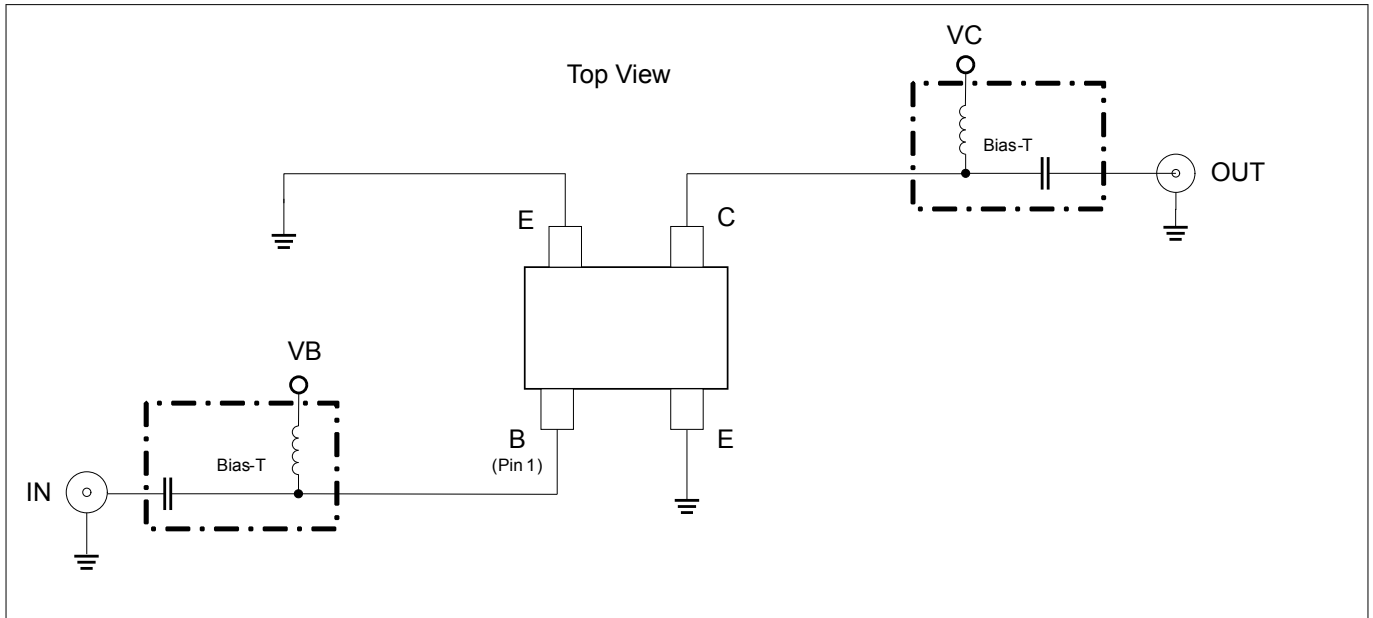 VC
Top View
Bias-T
OUT
E
C
VB
B
(Pin 1)
E
Bias-T
IN